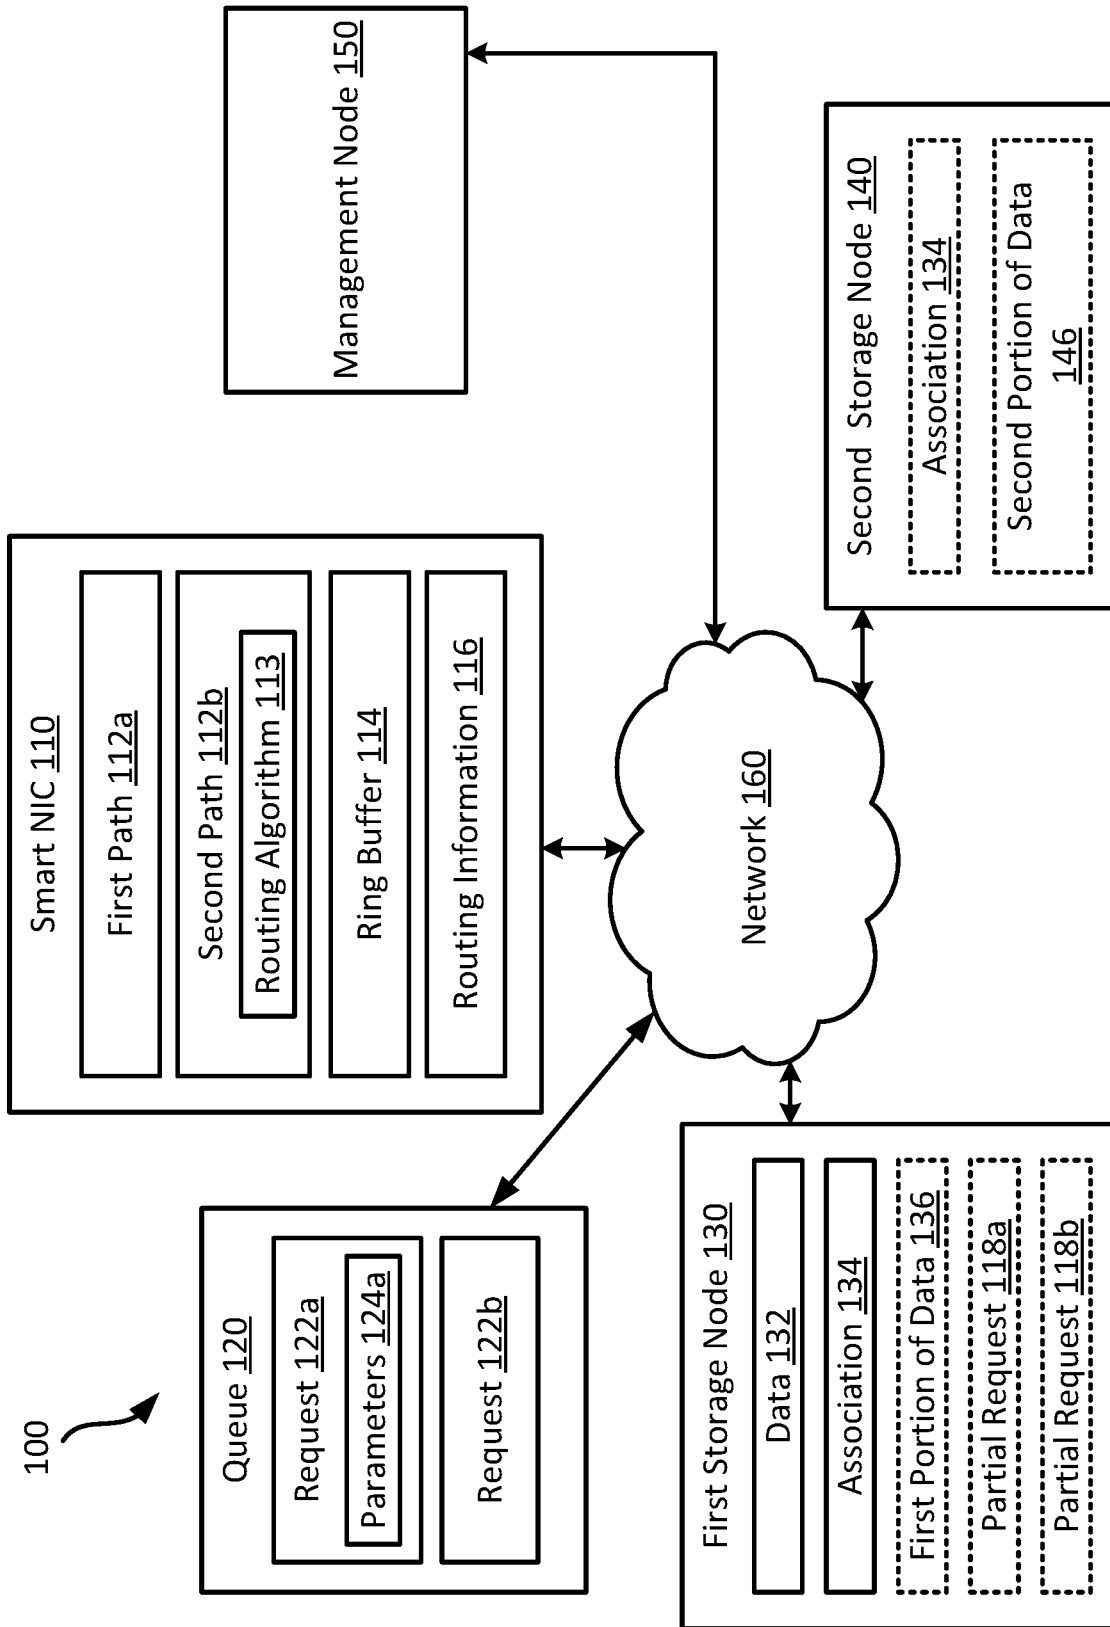 100
Queue 120
Request 122a
Parameters 124a
Request 122b
Smart NIC 110
First Path 112a
Second Path 112b
Routing Algorithm 113
Ring Buffer 114
Routing Information 116
Management Node 150
Network 160
First Storage Node 130
Data 132
Association 134
First Portion of Data 136
Partial Request 118a
Partial Request 118b
Second Storage Node 140
Association 134
Second Portion of Data
146